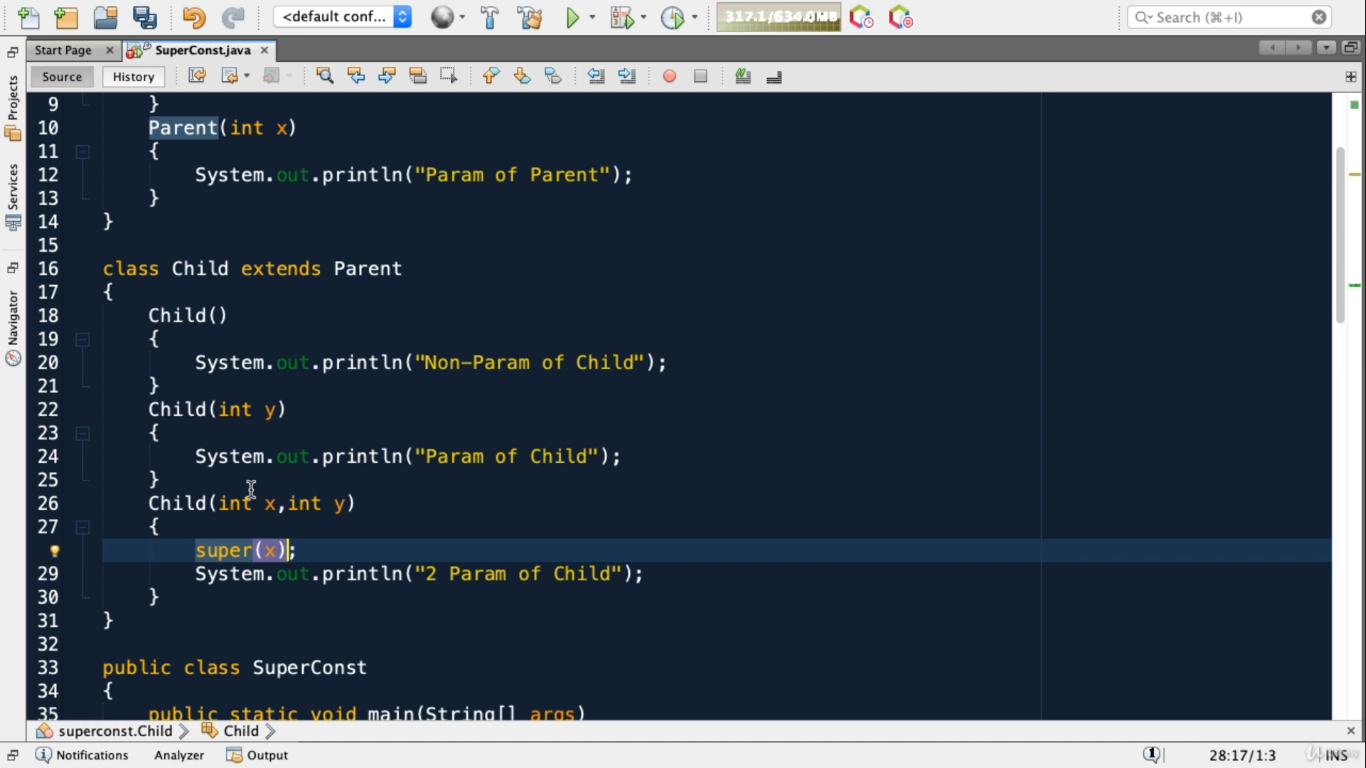 <default conf...
317.1/634.0MB
Search (⌘+I)
Start Page
SuperConst.java
Source
History
Projects
Services
Navigator
9 }
10 Parent(int x)
11 {
12 System.out.println("Param of Parent");
13 }
14 }
15
16 class Child extends Parent
17 {
18 Child()
19 {
20 System.out.println("Non-Param of Child");
21 }
22 Child(int y)
23 {
24 System.out.println("Param of Child");
25 }
26 Child(int x,int y)
27 {
super(x);
29 System.out.println("2 Param of Child");
30 }
31 }
32
33 public class SuperConst
34 {
35 public static void main(String[] args)
superconst.Child
Child
Notifications
Analyzer
Output
1
28:17/1:3
INS